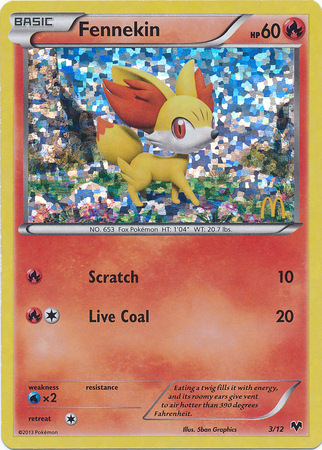 BASIC
Fennekin HP60
NO. 653 Fox Pokémon HT: 1'04" WT: 20.7 lbs.
Scratch 10
Live Coal 20
weakness resistance
×2
retreat
Eating a twig fills it with energy,
and its roomy ears give vent
to air hotter than 390 degrees
Fahrenheit.
©2013 Pokémon Illus. 5ban Graphics 3/12